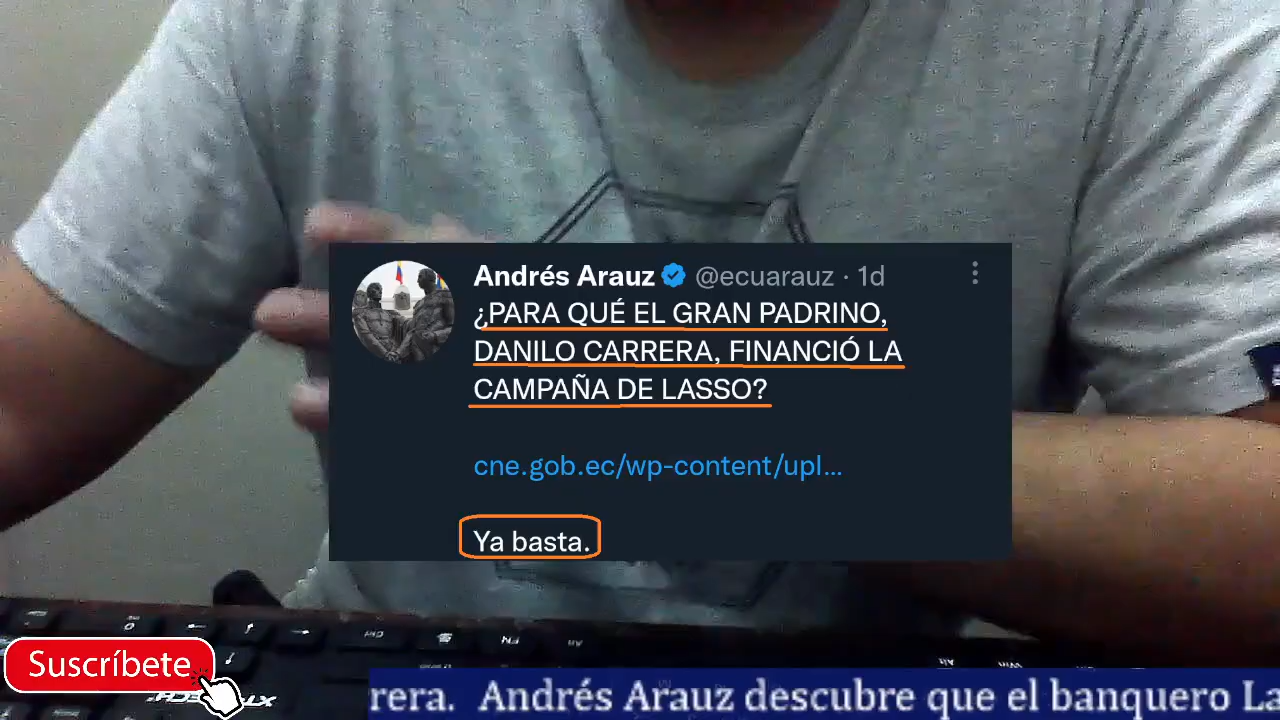 Andrés Arauz @ecuarauz · 1d
¿PARA QUÉ EL GRAN PADRINO,
DANILO CARRERA, FINANCIÓ LA
CAMPAÑA DE LASSO?
cne.gob.ec/wp-content/upl...
Ya basta.
Suscríbete
rrera. Andrés Arauz descubre que el banquero La